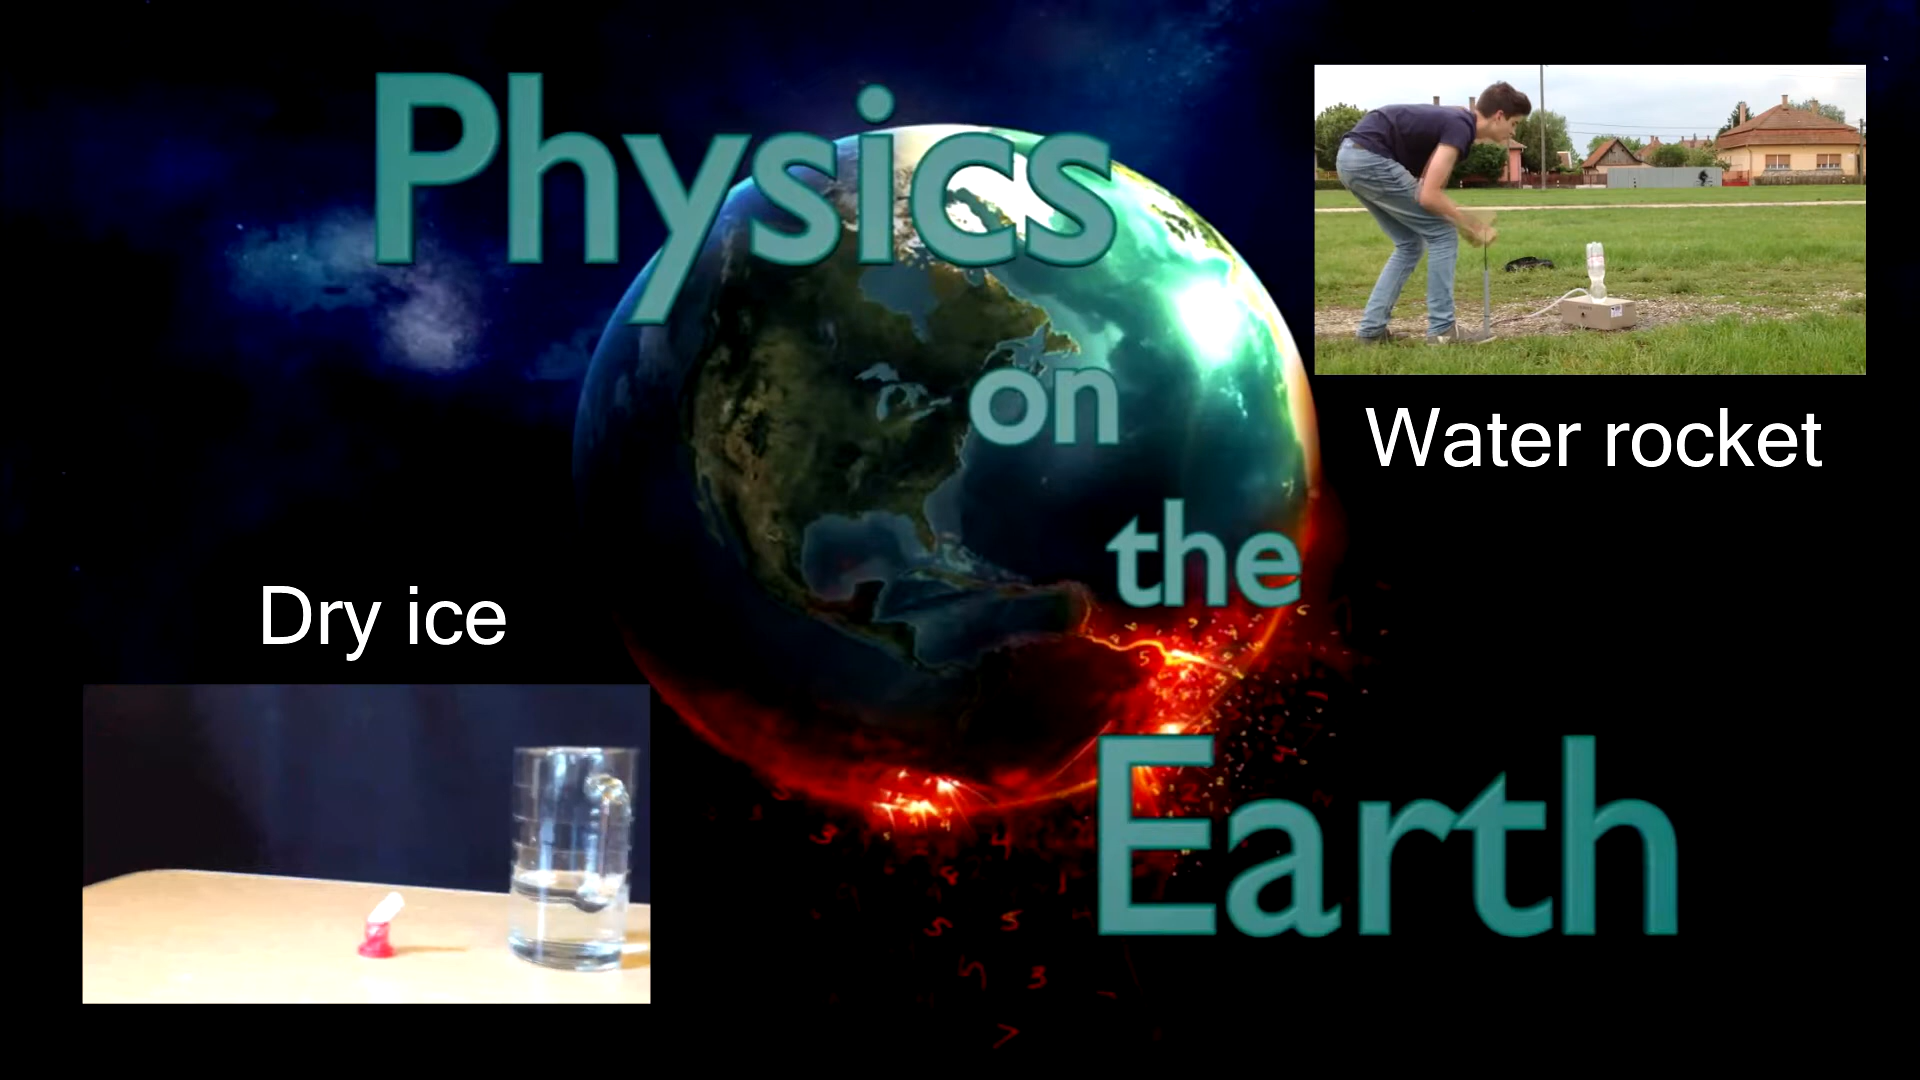 Physics
on
the
Earth
Water rocket
Dry ice